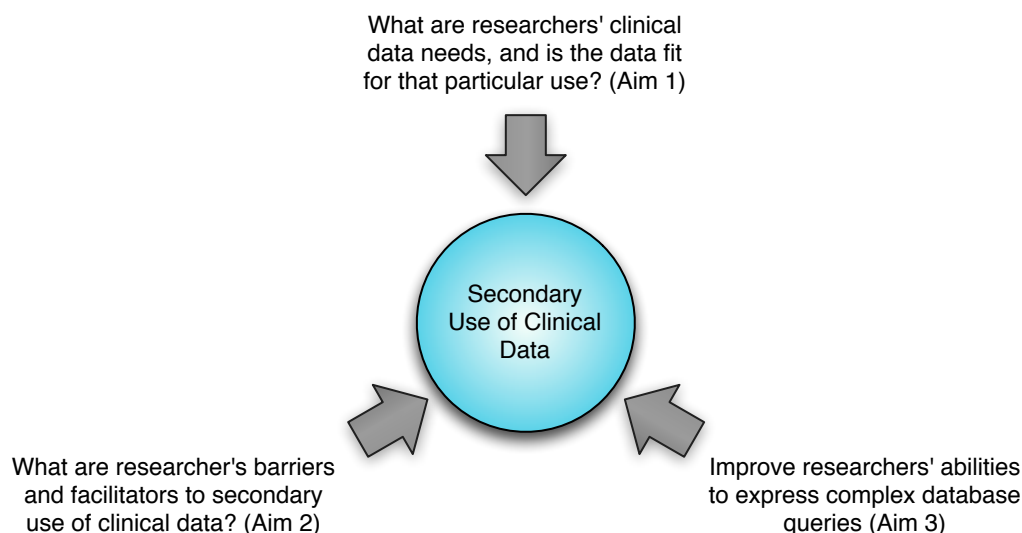 What are researchers' clinical
data needs, and is the data fit
for that particular use? (Aim 1)
Secondary
Use of Clinical
Data
What are researcher's barriers
and facilitators to secondary
use of clinical data? (Aim 2)
Improve researchers' abilities
to express complex database
queries (Aim 3)